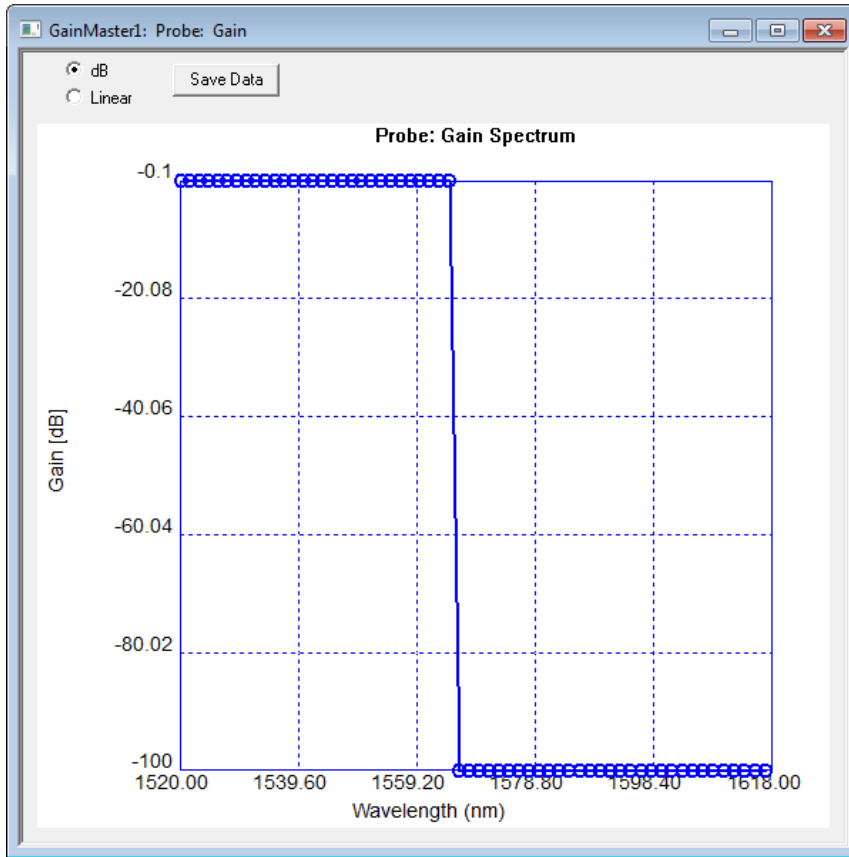 GainMaster1: Probe: Gain
dB
Linear
Save Data
Probe: Gain Spectrum
-0.1
-20.08
-40.06
-60.04
-80.02
-100
Gain [dB]
1520.00 1539.60 1559.20 1578.80 1598.40 1618.00
Wavelength (nm)